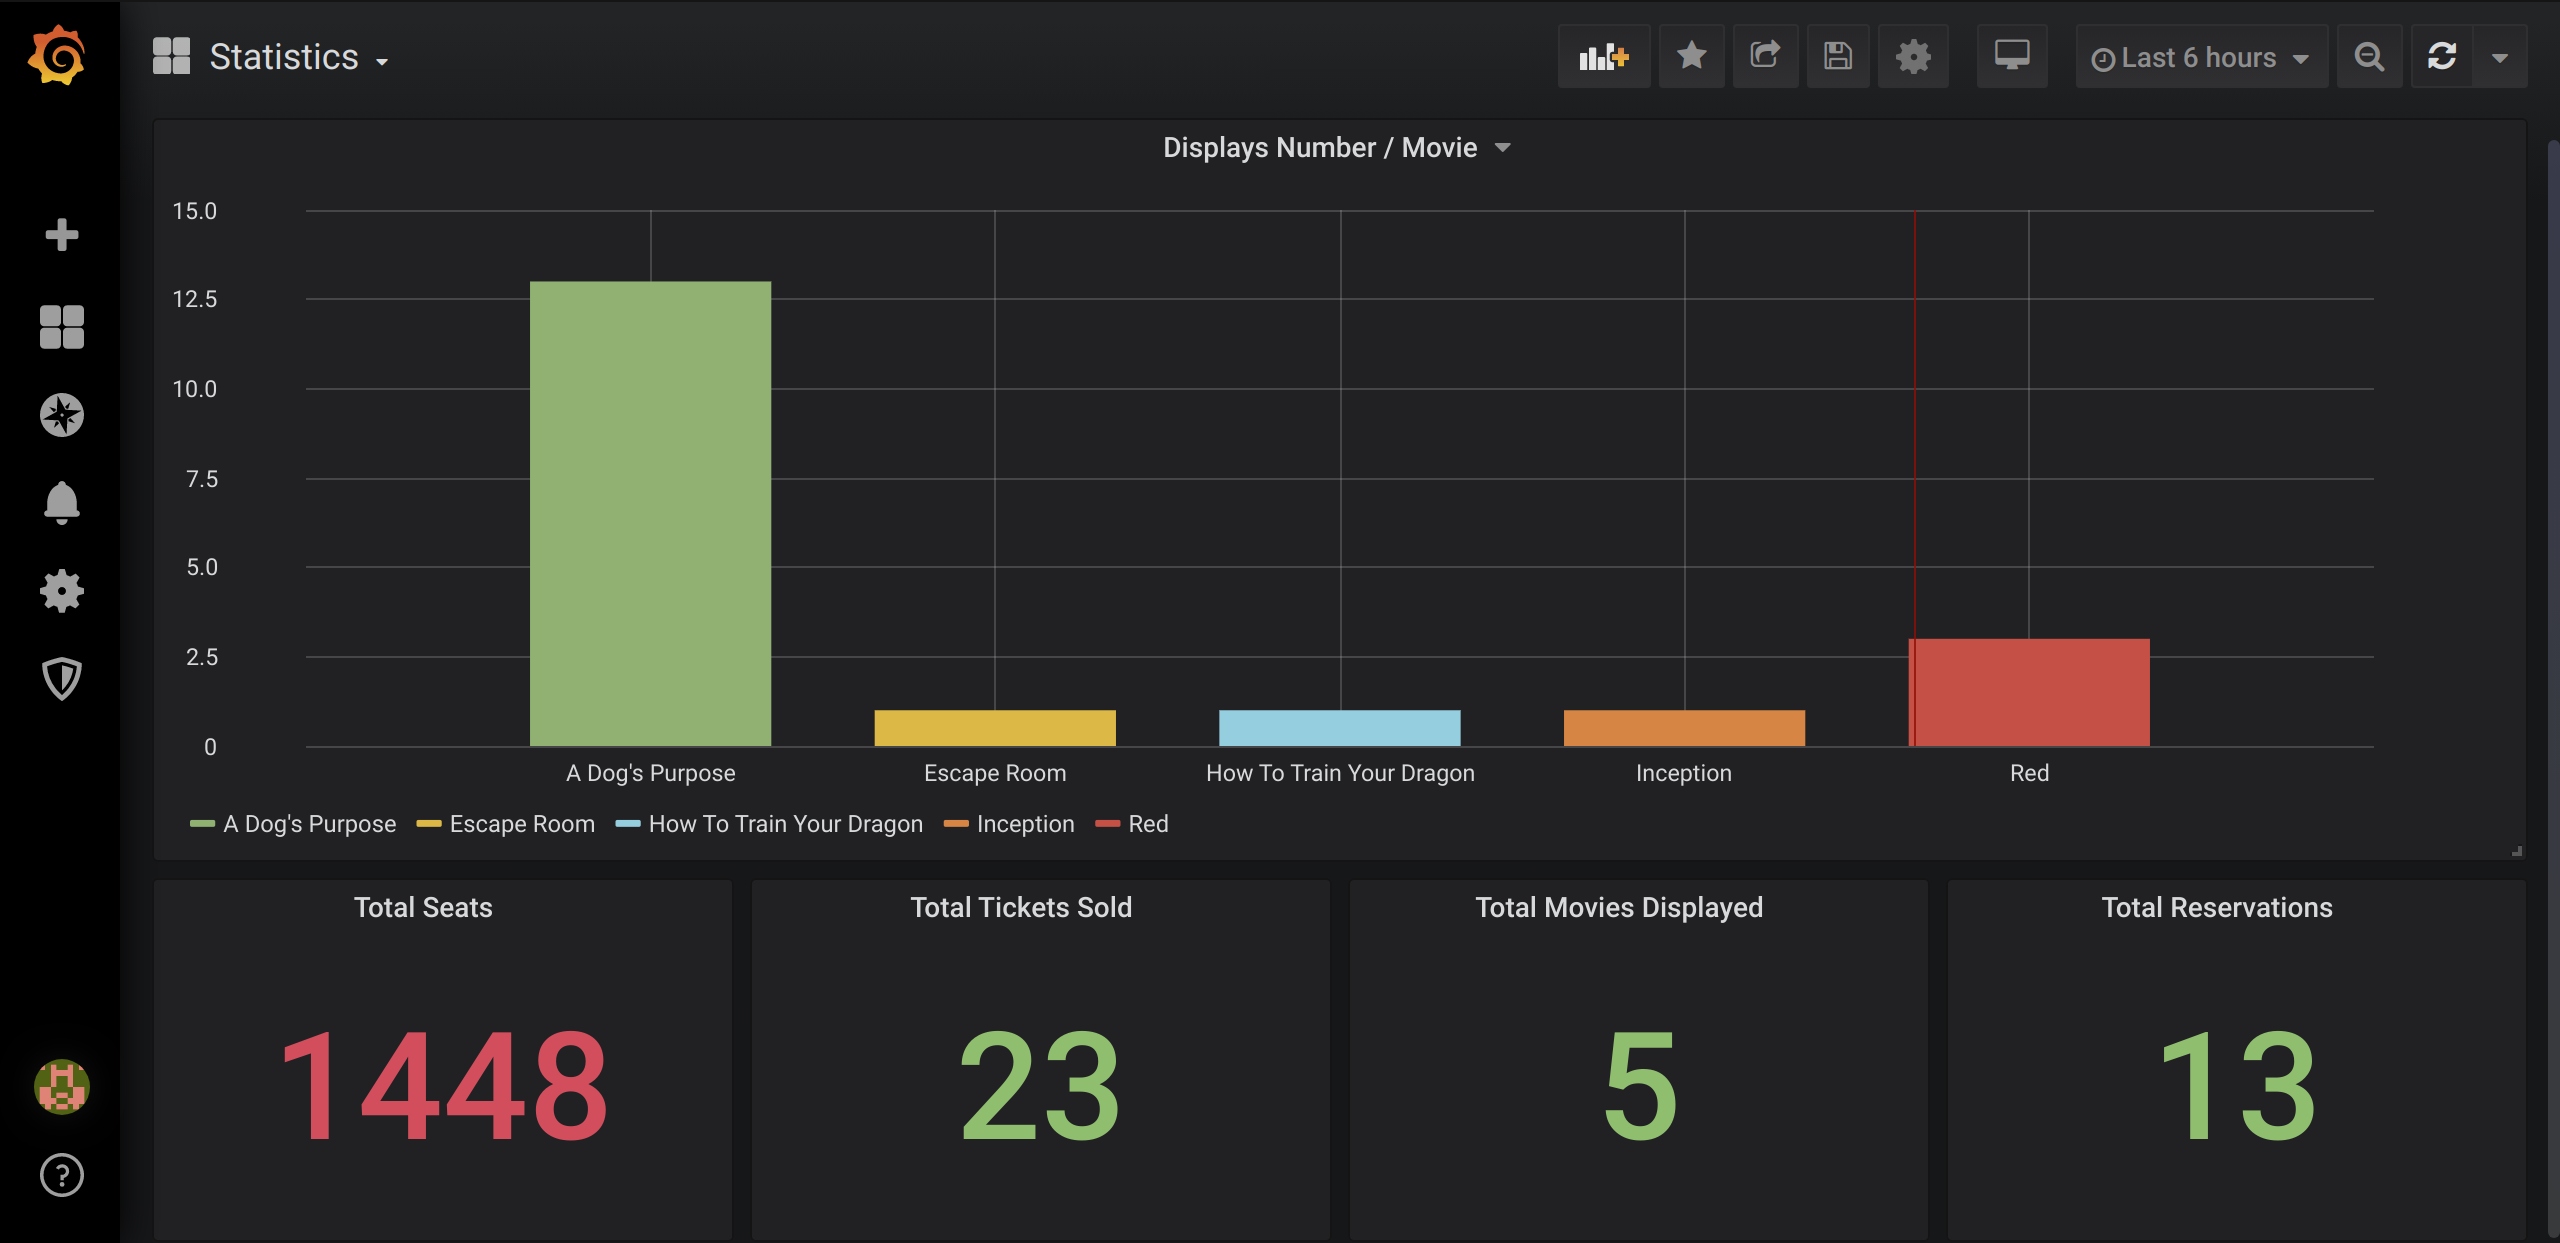 Statistics
Last 6 hours
Displays Number / Movie
15.0
12.5
10.0
7.5
5.0
2.5
0
A Dog's Purpose Escape Room How To Train Your Dragon Inception Red
A Dog's Purpose Escape Room How To Train Your Dragon Inception Red
Total Seats Total Tickets Sold Total Movies Displayed Total Reservations
1448 23 5 13
?